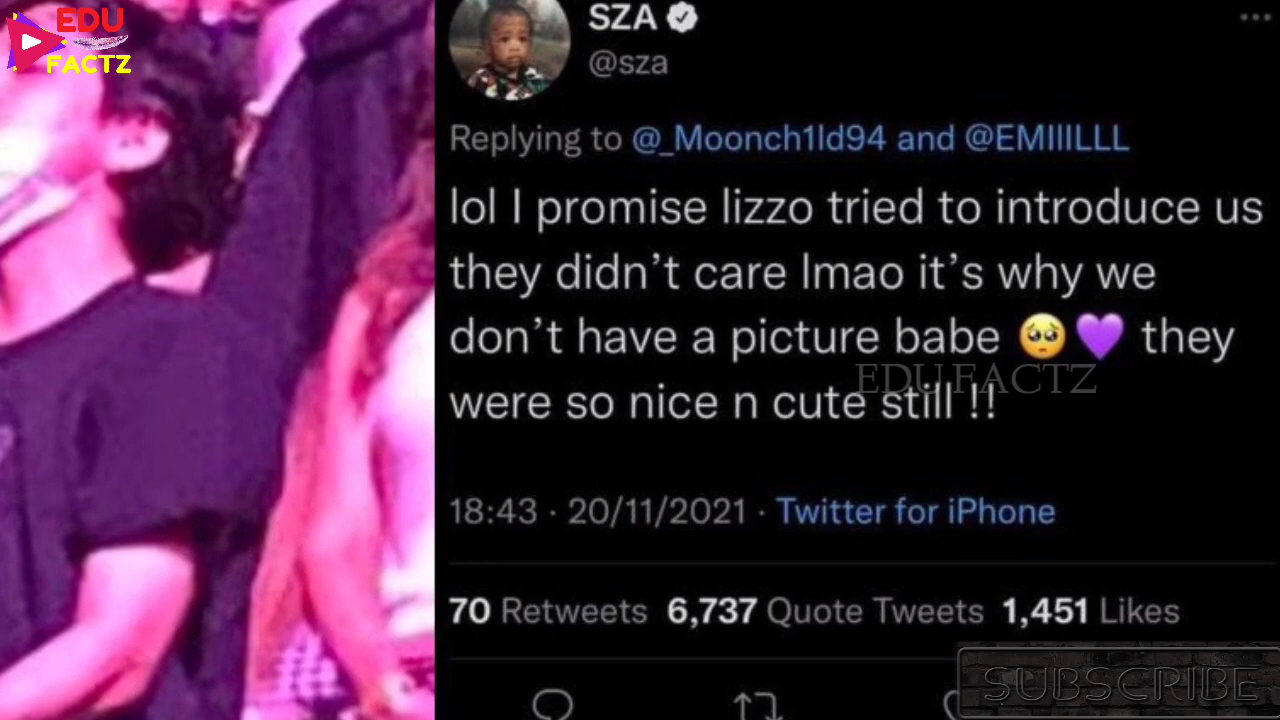 EDU
FACTZ
SZA
@sza
Replying to @_Moonch1ld94 and @EMIIILLL
lol I promise lizzo tried to introduce us
they didn't care lmao it's why we
don't have a picture babe 🥺💜 they
were so nice n cute still !!
EDU FACTZ
18:43 · 20/11/2021 · Twitter for iPhone
70 Retweets 6,737 Quote Tweets 1,451 Likes
SUBSCRIBE